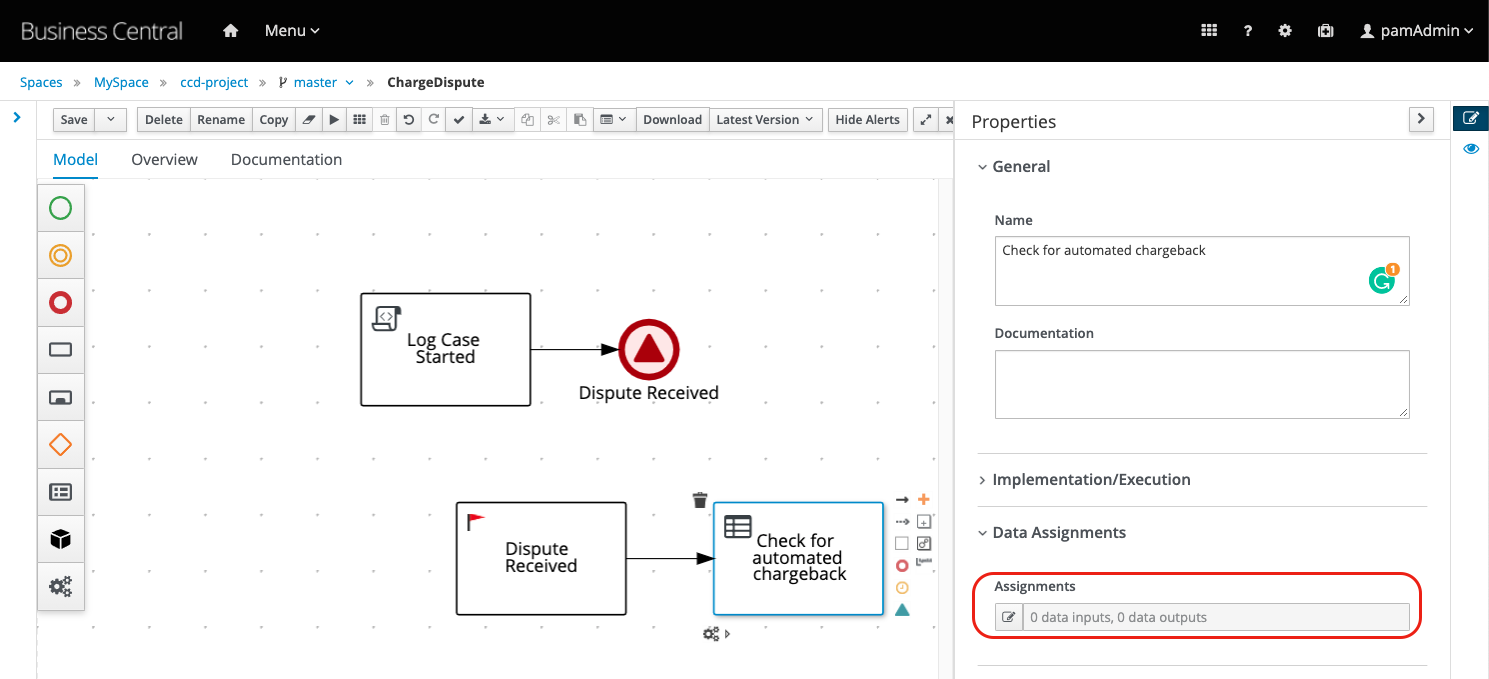 Business Central Menu ? pamAdmin
Spaces » MySpace » ccd-project » master » ChargeDispute
Save Delete Rename Copy Download Latest Version Hide Alerts
Model Overview Documentation
Log Case
Started
Dispute Received
Dispute
Received
Check for
automated
chargeback
Properties
General
Name
Check for automated chargeback
1
Documentation
Implementation/Execution
Data Assignments
Assignments
0 data inputs, 0 data outputs